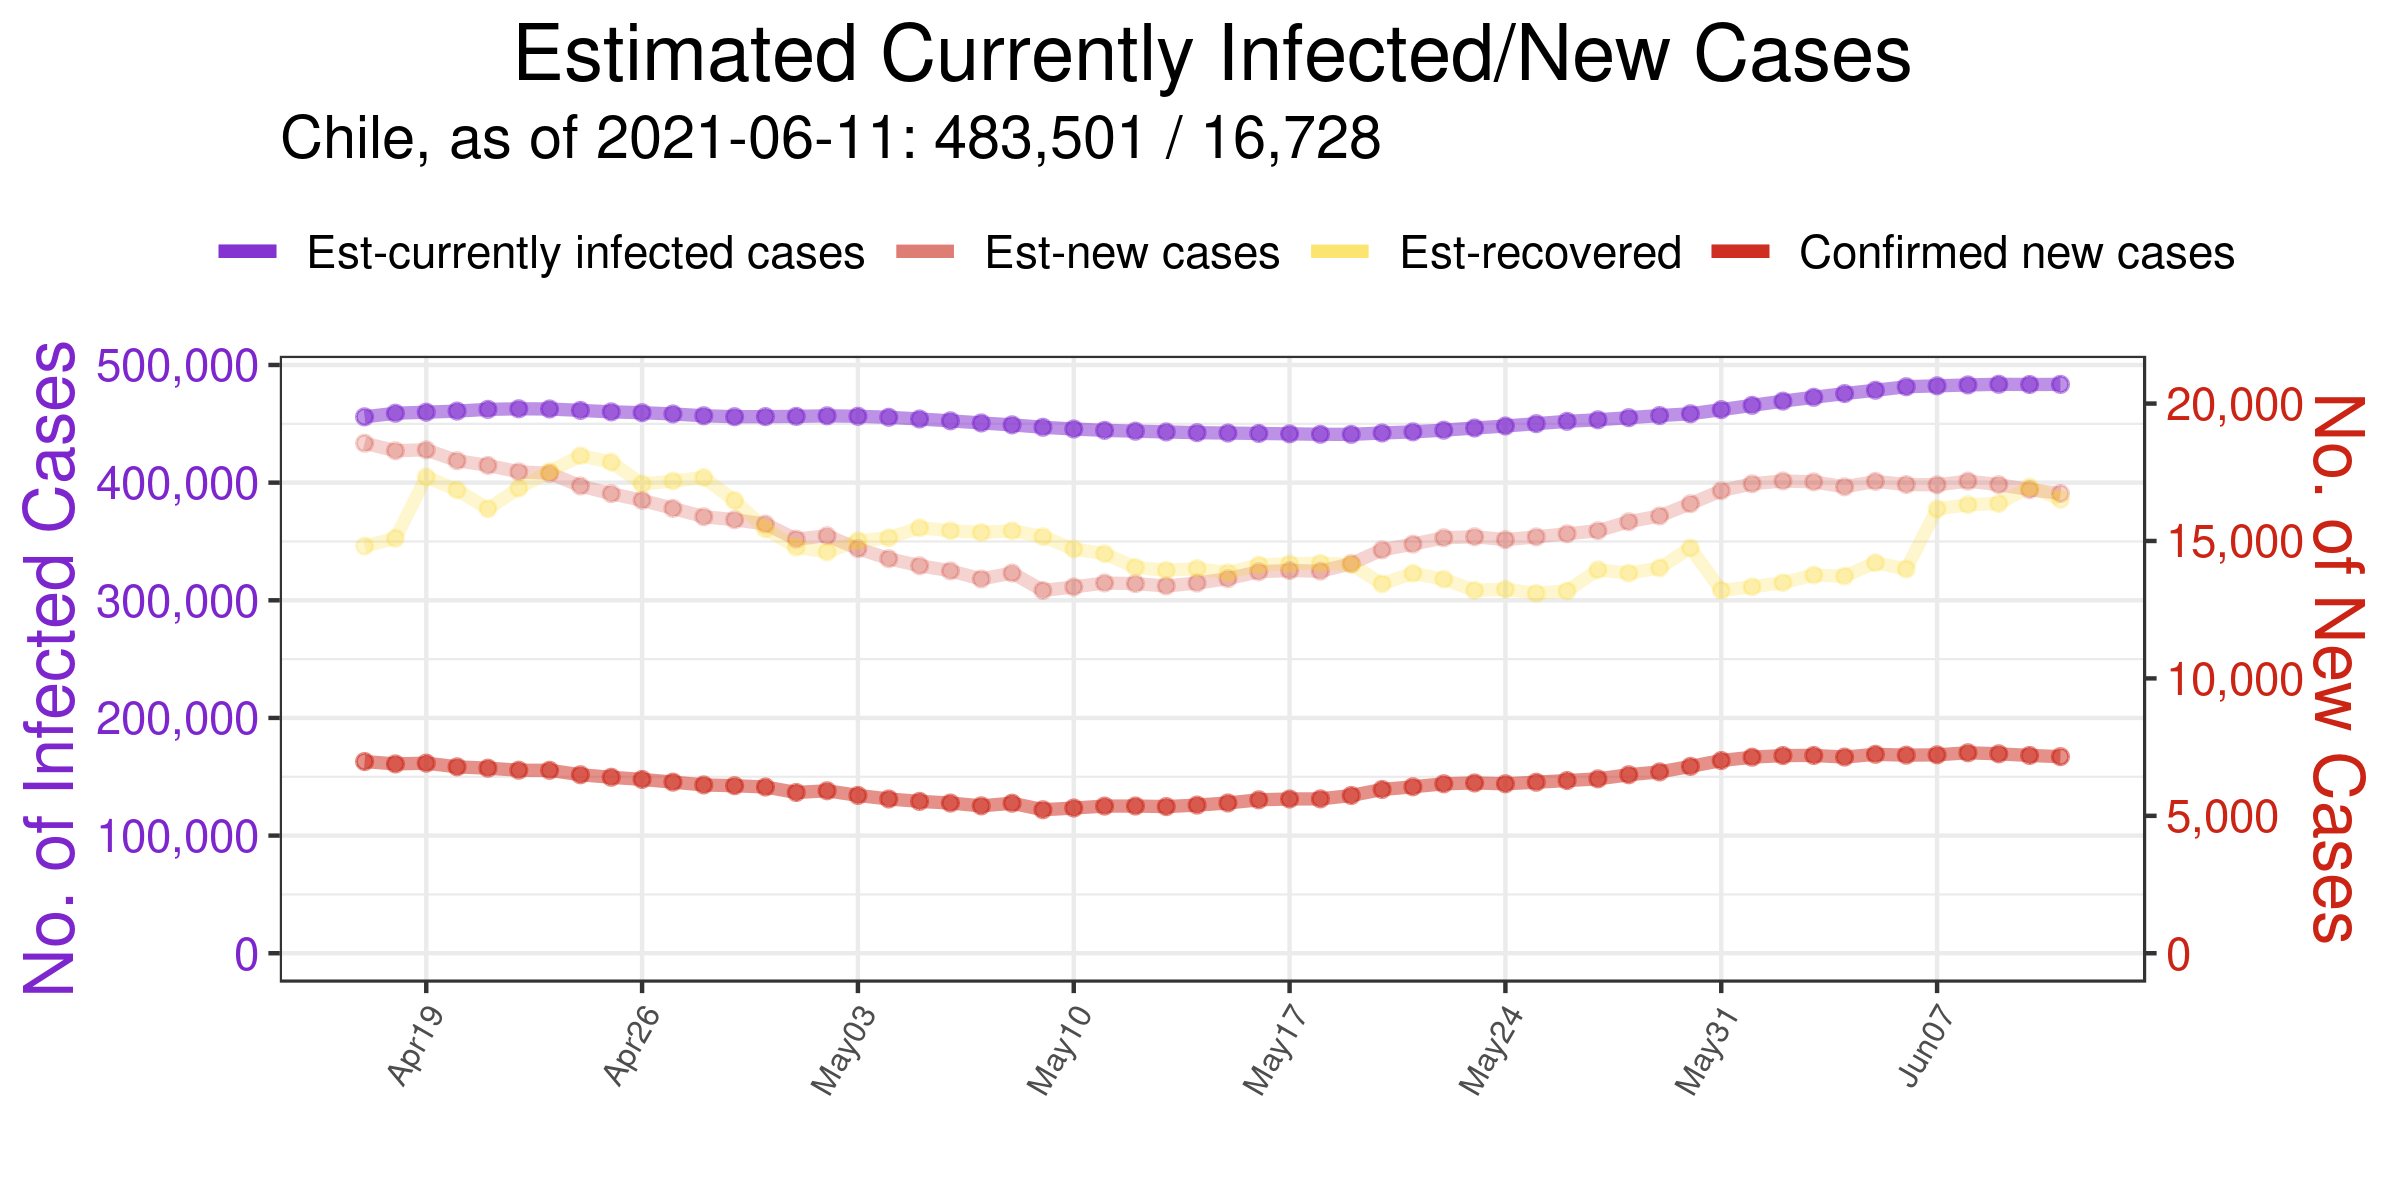 Estimated Currently Infected/New Cases
Chile, as of 2021-06-11: 483,501 / 16,728
Est-currently infected cases Est-new cases Est-recovered Confirmed new cases
No. of Infected Cases
500,000
400,000
300,000
200,000
100,000
0
20,000
15,000
10,000
5,000
0
No. of New Cases
Apr19 Apr26 May03 May10 May17 May24 May31 Jun07